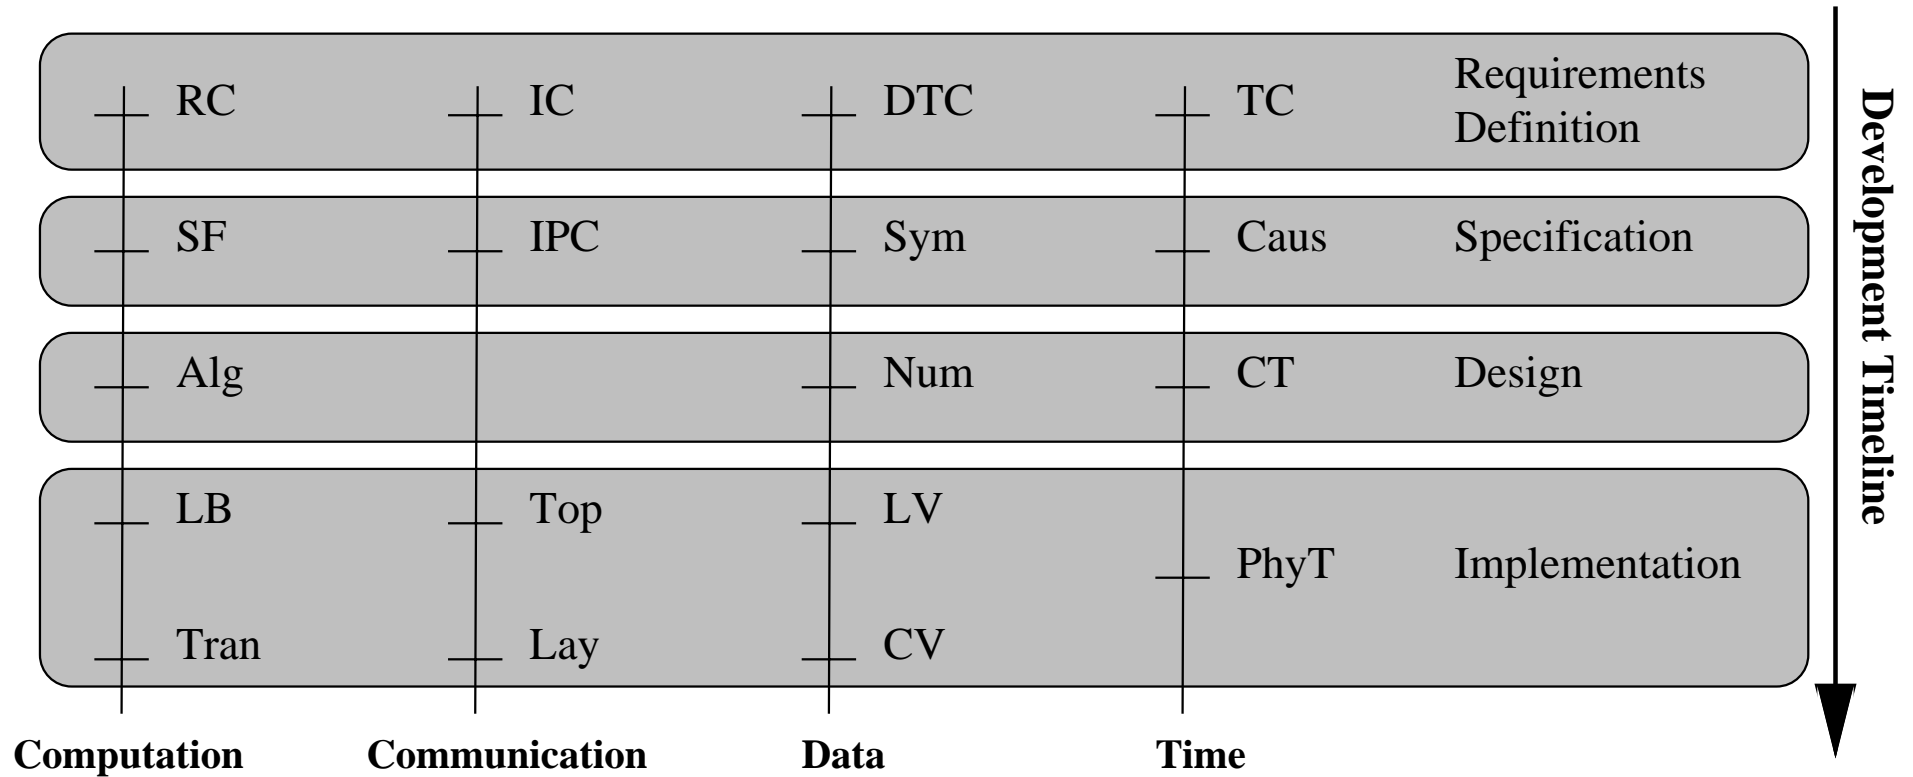 RC
IC
DTC
TC
Requirements
Definition
SF
IPC
Sym
Caus
Specification
Alg
Num
CT
Design
LB
Top
LV
PhyT
Implementation
Tran
Lay
CV
Computation
Communication
Data
Time
Development Timeline